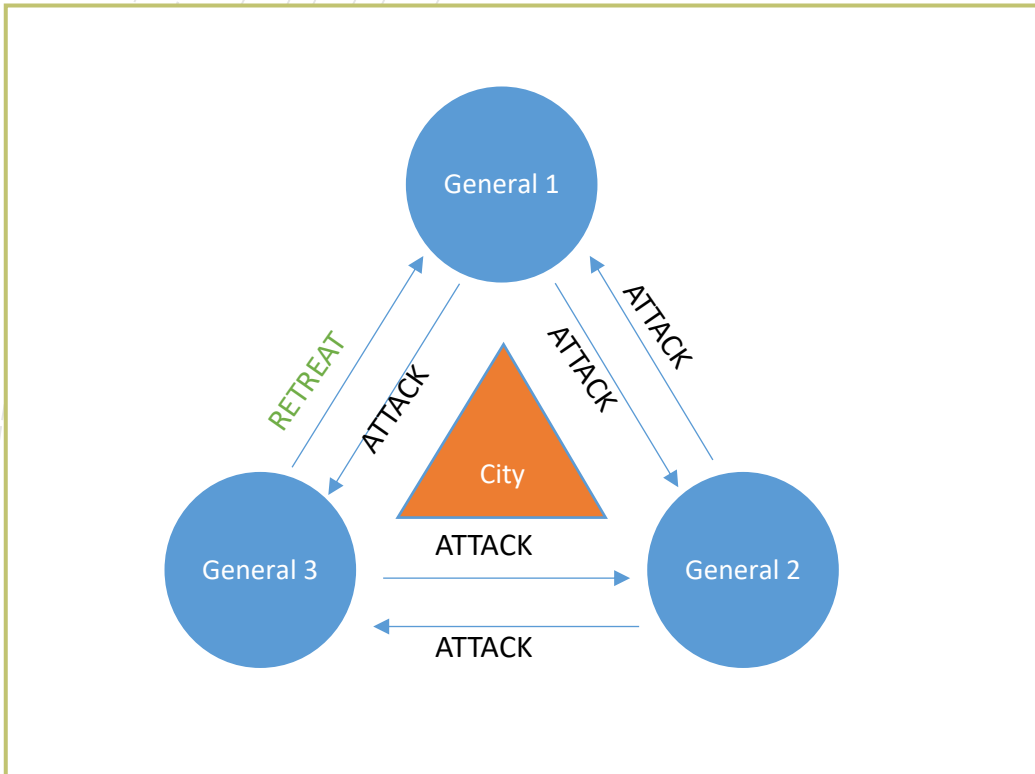 General 1
ATTACK
RETREAT
ATTACK
ATTACK
City
ATTACK
General 3
General 2
ATTACK